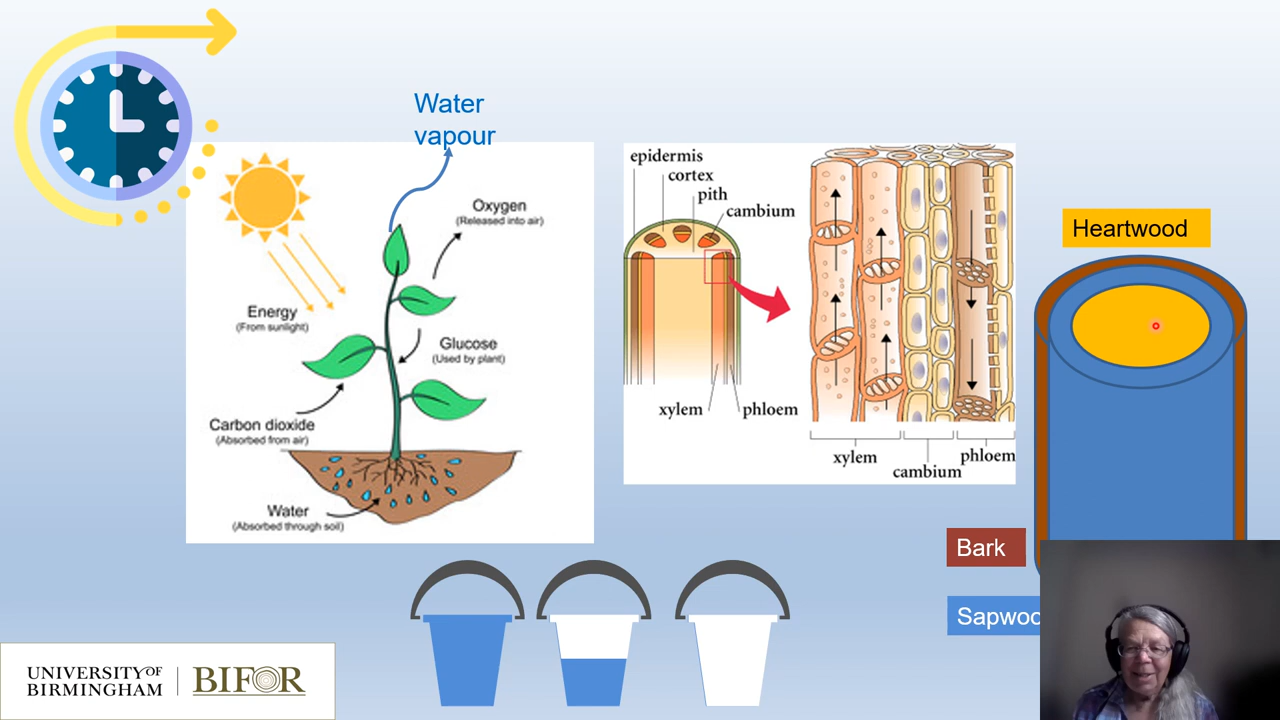 Water
vapour
Oxygen
(Released into air)
Energy
(From sunlight)
Glucose
(Used by plant)
Carbon dioxide
(Absorbed from air)
Water
(Absorbed through soil)
epidmeris
cortex
pith
cambium
xylem
phloem
xylem
cambium
phloem
Heartwood
Bark
Sapwoo
UNIVERSITY OF
BIRMINGHAM
BIFOR